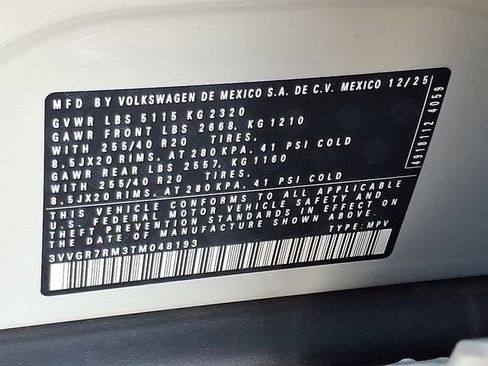 MFD BY VOLKSWAGEN DE MEXICO S.A. DE C.V. MEXICO 12/25
GVWR LBS 5115 KG 2320
GAWR FRONT LBS 2668, KG 1210
WITH 255/40 R20 TIRES,
8.5JX20 RIMS, AT 280 KPA, 41 PSI COLD
GAWR REAR LBS 2557, KG 1160
WITH 255/40 R20 TIRES,
8.5JX20 RIMS, AT 280 KPA, 41 PSI COLD
THIS VEHICLE CONFORMS TO ALL APPLICABLE
U.S. FEDERAL MOTOR VEHICLE SAFETY AND
THEFT PREVENTION STANDARDS IN EFFECT ON
THE DATE OF MANUFACTURE SHOWN ABOVE.
3VVGR7RM3TM048193 TYPE: MPV
4918112 4059